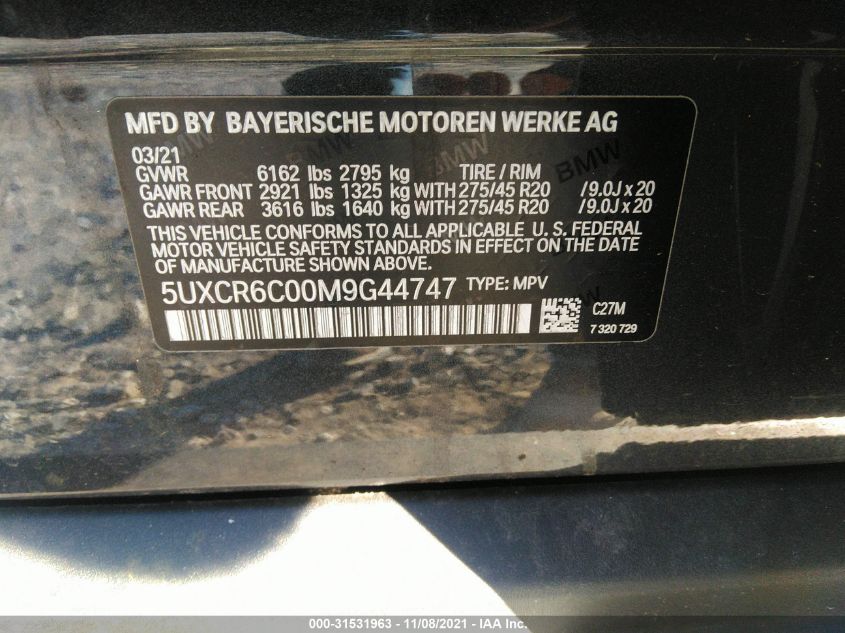 MFD BY BAYERISCHE MOTOREN WERKE AG
03/21
GVWR 6162 lbs 2795 kg TIRE / RIM
GAWR FRONT 2921 lbs 1325 kg WITH 275/45 R20 /9.0J x 20
GAWR REAR 3616 lbs 1640 kg WITH 275/45 R20 /9.0J x 20
THIS VEHICLE CONFORMS TO ALL APPLICABLE U. S. FEDERAL
MOTOR VEHICLE SAFETY STANDARDS IN EFFECT ON THE DATE
OF MANUFACTURE SHOWN ABOVE.
5UXCR6C00M9G44747 TYPE: MPV
C27M
7 320 729
BMW
BMW
BMW
000-31531963 - 11/08/2021 - IAA Inc.